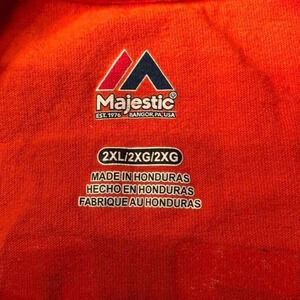 Majestic®
EST. 1976 BANGOR, PA, USA
2XL/2XG/2XG
MADE IN HONDURAS
HECHO EN HONDURAS
FABRIQUE AU HONDURAS